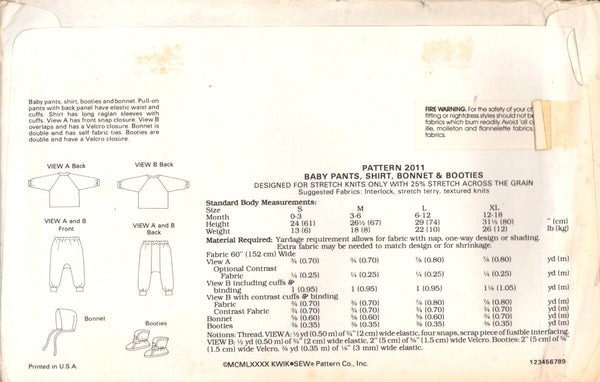 Baby pants, shirt, booties and bonnet. Pull-on
pants with back panel have elastic waist and
cuffs. Shirt has long raglan sleeves with
cuffs. View A has front snap closure. View B
overlaps and has a Velcro closure. Bonnet is
double and has self fabric ties. Booties are
double and have a Velcro closure.
FIRE WARNING. For the safety of your
fitting or nightdress styles should not be
fabrics which burn readily. Avoid
lle, molleton and flannelette fabrics,
fabrics.
VIEW A Back
VIEW B Back
VIEW A and B
Front
VIEW A and B
Back
Bonnet
Booties
Printed in U.S.A.
PATTERN 2011
BABY PANTS, SHIRT, BONNET & BOOTIES
DESIGNED FOR STRETCH KNITS ONLY WITH 25% STRETCH ACROSS THE GRAIN
Suggested Fabrics: Interlock, stretch terry, textured knits
Standard Body Measurements:
Size S M L XL
Month 0-3 3-6 6-12 12-18
Height 24 (61) 26½ (67) 29 (74) 31½ (80) " (cm)
Weight 13 (6) 18 (8) 22 (10) 26 (12) lb (kg)
Material Required: Yardage requirement allows for fabric with nap, one-way design or shading.
Extra fabric may be needed to match design or for shrinkage.
Fabric 60" (152 cm) Wide
View A ¾ (0.70) ¾ (0.70) ⅞ (0.80) ⅞ (0.80) yd (m)
Optional Contrast
Fabric ¼ (0.25) ¼ (0.25) ¼ (0.25) ¼ (0.25) yd (m)
View B including cuffs &
binding 1 (0.95) 1 (0.95) 1 (0.95) 1⅛ (1.05) yd (m)
View B with contrast cuffs & binding
Fabric ¾ (0.70) ¾ (0.70) ⅞ (0.80) ⅞ (0.80) yd (m)
Contrast Fabric ¾ (0.70) ¾ (0.70) ¾ (0.70) ¾ (0.70) yd (m)
Bonnet ⅝ (0.60) ⅝ (0.60) ⅝ (0.60) ⅝ (0.60) yd (m)
Booties ⅜ (0.35) ⅜ (0.35) ⅜ (0.35) ⅜ (0.35) yd (m)
Notions: Thread. VIEW A: ½ yd (0.50 m) of ¾" (2 cm) wide elastic, four snaps, scrap piece of fusible interfacing.
VIEW B: ½ yd (0.50 m) of ¾" (2 cm) wide elastic, 2" (5 cm) of ⅝" (1.5 cm) wide Velcro. Booties: 2" (5 cm) of ⅝"
(1.5 cm) wide Velcro, ⅜ yd (0.35 m) of ⅛" (3 mm) wide elastic.
©MCMLXXXX KWIK•SEW® Pattern Co., Inc.
123456789